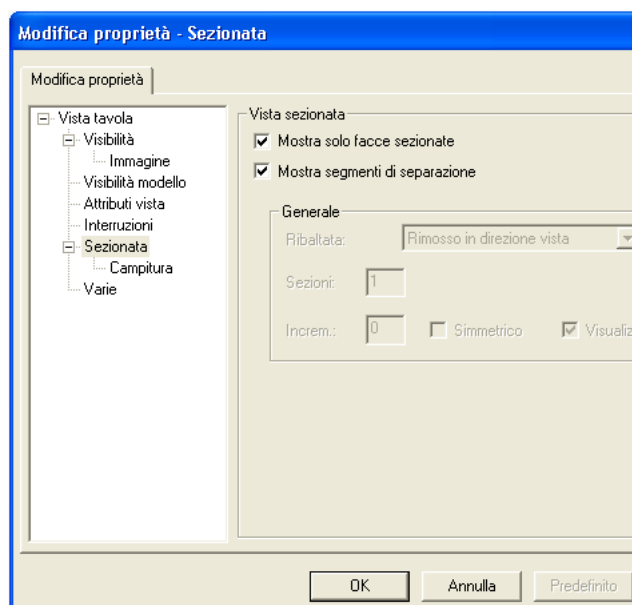 Modifica proprietà - Sezionata
Modifica proprietà
Vista tavola
Visibilità
Immagine
Visibilità modello
Attributi vista
Interruzioni
Sezionata
Campitura
Varie
Vista sezionata
Mostra solo facce sezionate
Mostra segmenti di separazione
Generale
Ribaltata: Rimosso in direzione vista
Sezioni: 1
Increm.: 0 Simmetrico Visualiz
OK Annulla Predefinito